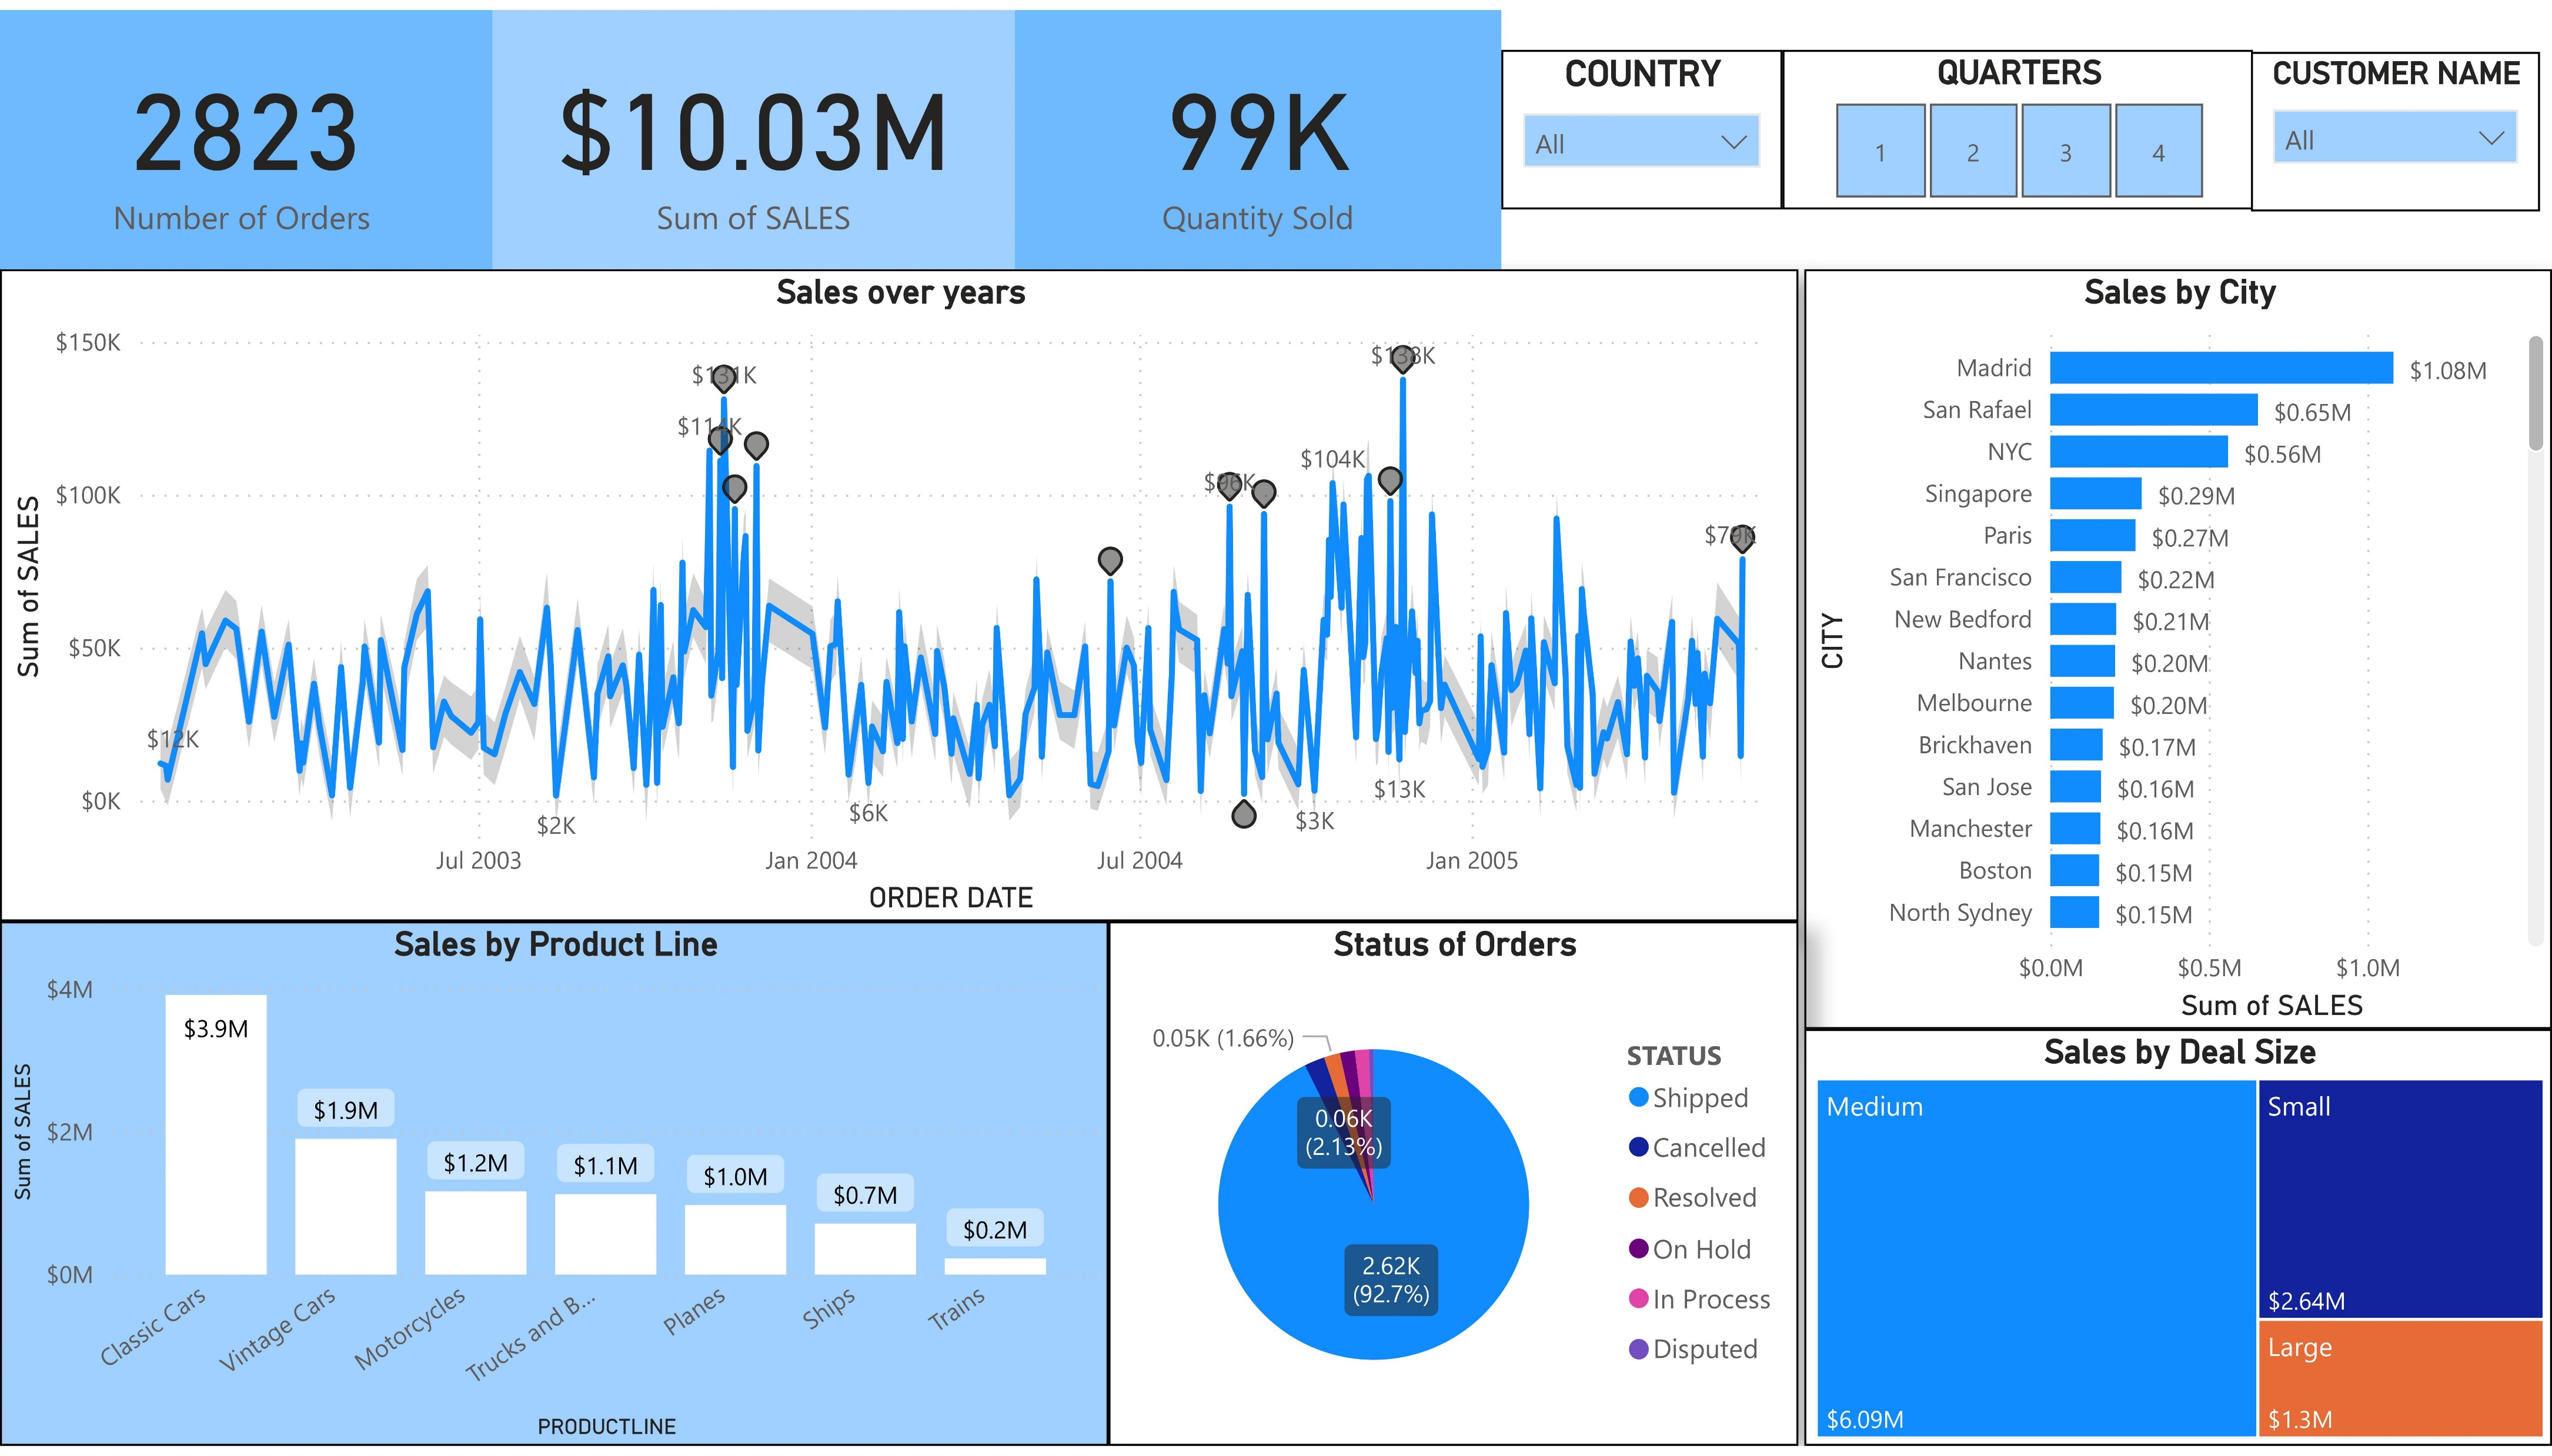 2823
Number of Orders
$10.03M
Sum of SALES
99K
Quantity Sold
COUNTRY
All
QUARTERS
1 2 3 4
CUSTOMER NAME
All
Sales over years
Sum of SALES
$150K
$100K
$50K
$0K
$12K
$2K
$114K
$131K
$6K
$96K
$104K
$3K
$138K
$13K
$79K
Jul 2003
Jan 2004
Jul 2004
Jan 2005
ORDER DATE
Sales by City
CITY
Madrid $1.08M
San Rafael $0.65M
NYC $0.56M
Singapore $0.29M
Paris $0.27M
San Francisco $0.22M
New Bedford $0.21M
Nantes $0.20M
Melbourne $0.20M
Brickhaven $0.17M
San Jose $0.16M
Manchester $0.16M
Boston $0.15M
North Sydney $0.15M
$0.0M $0.5M $1.0M
Sum of SALES
Sales by Product Line
Sum of SALES
$4M
$2M
$0M
$3.9M
$1.9M
$1.2M
$1.1M
$1.0M
$0.7M
$0.2M
Classic Cars
Vintage Cars
Motorcycles
Trucks and B...
Planes
Ships
Trains
PRODUCTLINE
Status of Orders
0.05K (1.66%)
0.06K
(2.13%)
2.62K
(92.7%)
STATUS
Shipped
Cancelled
Resolved
On Hold
In Process
Disputed
Sales by Deal Size
Medium
$6.09M
Small
$2.64M
Large
$1.3M